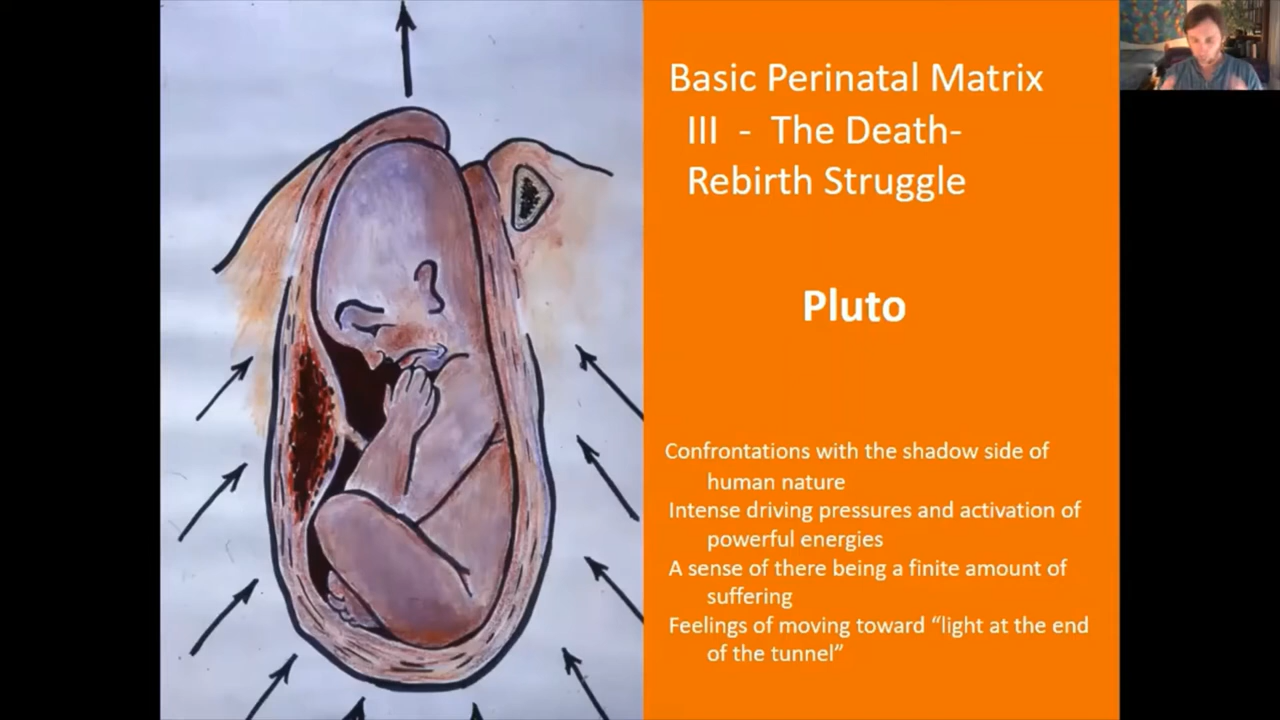 Basic Perinatal Matrix
III - The Death-
Rebirth Struggle
Pluto
Confrontations with the shadow side of
human nature
Intense driving pressures and activation of
powerful energies
A sense of there being a finite amount of
suffering
Feelings of moving toward “light at the end
of the tunnel”